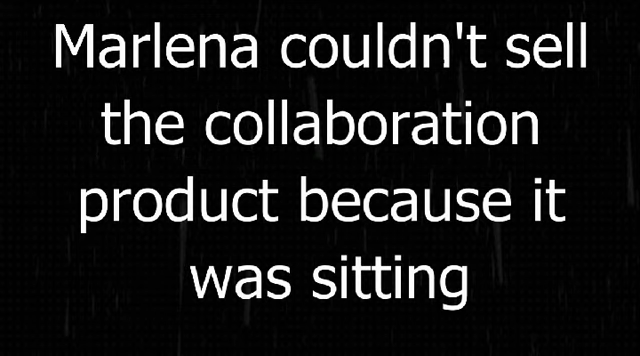 Marlena couldn't sell
the collaboration
product because it
was sitting